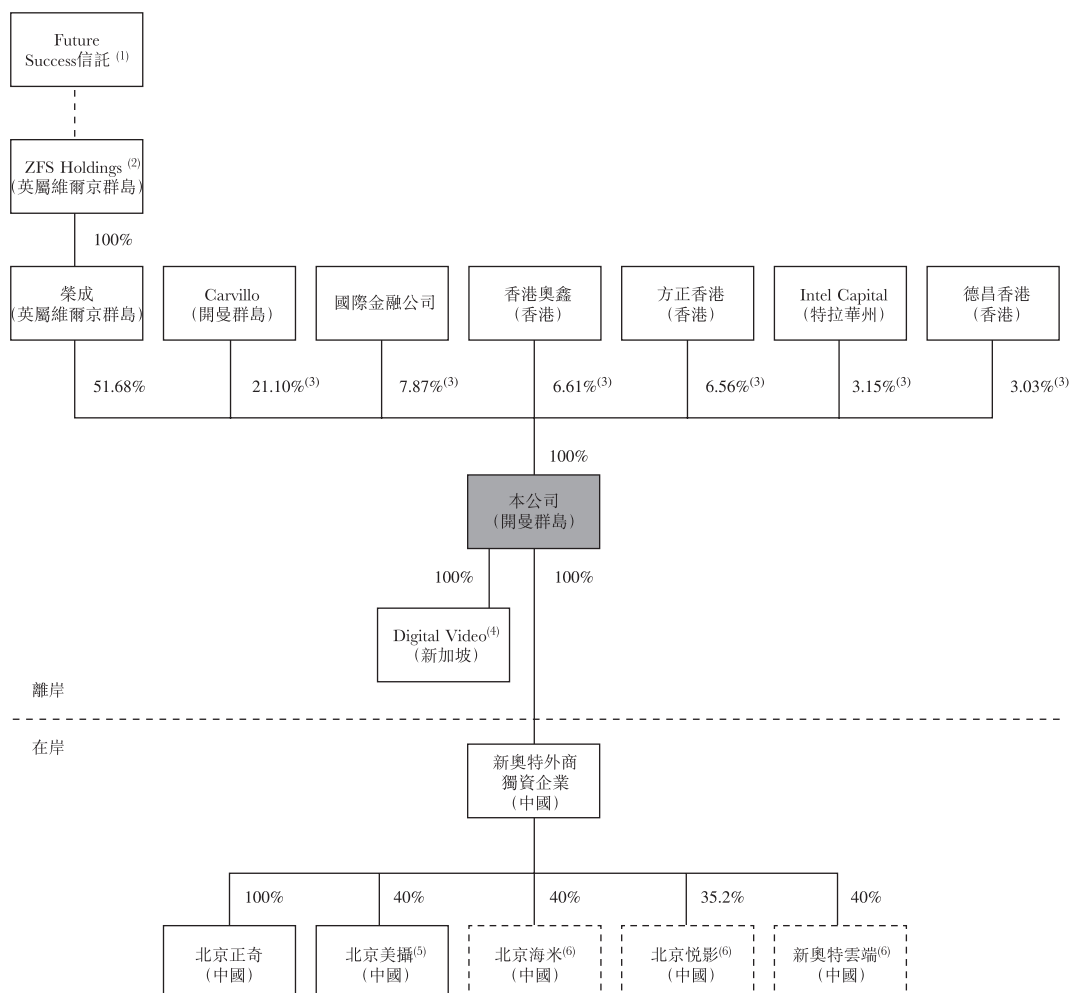 Future
Success信託 (1)
ZFS Holdings (2)
(英屬維爾京群島)
100%
榮成
(英屬維爾京群島)
Carvillo
(開曼群島)
國際金融公司
香港奧鑫
(香港)
方正香港
(香港)
Intel Capital
(特拉華州)
德昌香港
(香港)
51.68%
21.10%(3)
7.87%(3)
6.61%(3)
6.56%(3)
3.15%(3)
3.03%(3)
100%
本公司
(開曼群島)
100%
100%
Digital Video(4)
(新加坡)
離岸
在岸
新奧特外商
獨資企業
(中國)
100%
40%
40%
35.2%
40%
北京正奇
(中國)
北京美攝(5)
(中國)
北京海米(6)
(中國)
北京悦影(6)
(中國)
新奧特雲端(6)
(中國)